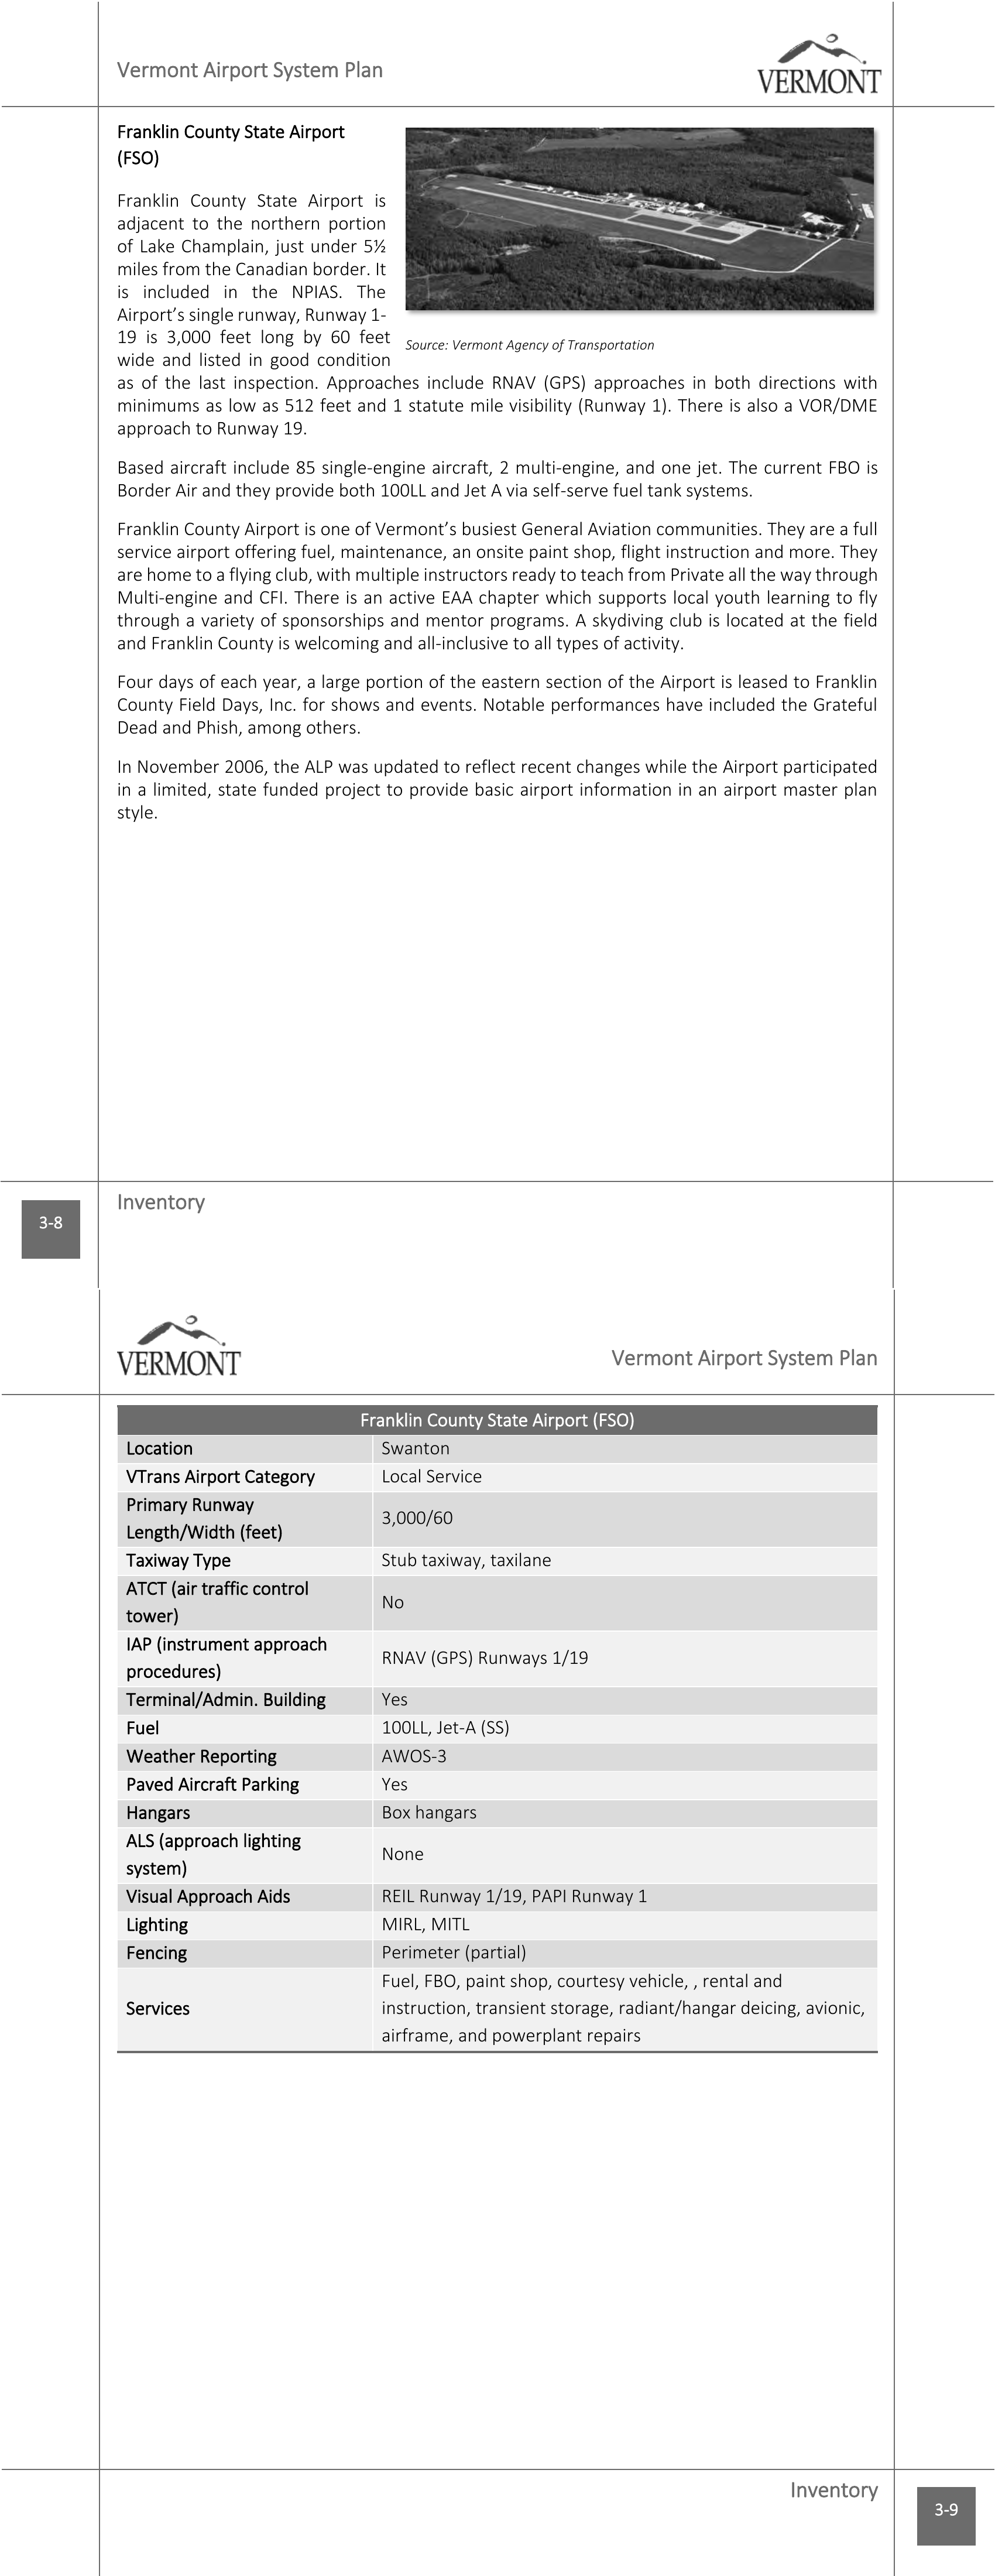 Vermont Airport System Plan
VERMONT
Franklin County State Airport
(FSO)
Franklin County State Airport is
adjacent to the northern portion
of Lake Champlain, just under 5½
miles from the Canadian border. It
is included in the NPIAS. The
Airport’s single runway, Runway 1-
19 is 3,000 feet long by 60 feet
wide and listed in good condition
Source: Vermont Agency of Transportation
as of the last inspection. Approaches include RNAV (GPS) approaches in both directions with
minimums as low as 512 feet and 1 statute mile visibility (Runway 1). There is also a VOR/DME
approach to Runway 19.
Based aircraft include 85 single-engine aircraft, 2 multi-engine, and one jet. The current FBO is
Border Air and they provide both 100LL and Jet A via self-serve fuel tank systems.
Franklin County Airport is one of Vermont’s busiest General Aviation communities. They are a full
service airport offering fuel, maintenance, an onsite paint shop, flight instruction and more. They
are home to a flying club, with multiple instructors ready to teach from Private all the way through
Multi-engine and CFI. There is an active EAA chapter which supports local youth learning to fly
through a variety of sponsorships and mentor programs. A skydiving club is located at the field
and Franklin County is welcoming and all-inclusive to all types of activity.
Four days of each year, a large portion of the eastern section of the Airport is leased to Franklin
County Field Days, Inc. for shows and events. Notable performances have included the Grateful
Dead and Phish, among others.
In November 2006, the ALP was updated to reflect recent changes while the Airport participated
in a limited, state funded project to provide basic airport information in an airport master plan
style.
Inventory
3-8
VERMONT
Vermont Airport System Plan
Franklin County State Airport (FSO)
Location Swanton
VTrans Airport Category Local Service
Primary Runway
Length/Width (feet) 3,000/60
Taxiway Type Stub taxiway, taxilane
ATCT (air traffic control
tower) No
IAP (instrument approach
procedures) RNAV (GPS) Runways 1/19
Terminal/Admin. Building Yes
Fuel 100LL, Jet-A (SS)
Weather Reporting AWOS-3
Paved Aircraft Parking Yes
Hangars Box hangars
ALS (approach lighting
system) None
Visual Approach Aids REIL Runway 1/19, PAPI Runway 1
Lighting MIRL, MITL
Fencing Perimeter (partial)
Services Fuel, FBO, paint shop, courtesy vehicle, , rental and
instruction, transient storage, radiant/hangar deicing, avionic,
airframe, and powerplant repairs
Inventory
3-9